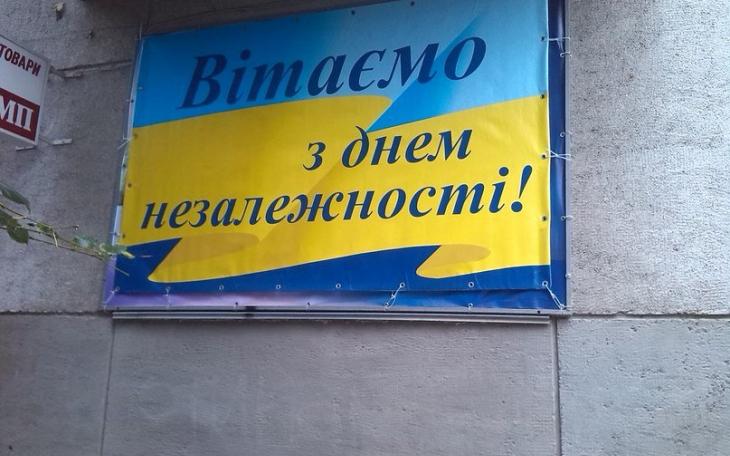 ТОВАРИ
МП
Вітаємо
з днем
незалежності!